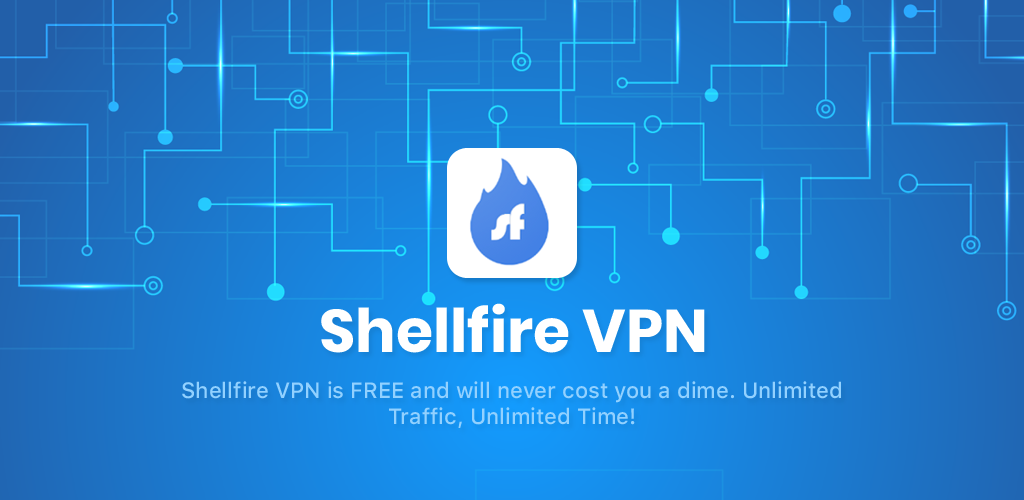 sf
Shellfire VPN
Shellfire VPN is FREE and will never cost you a dime. Unlimited
Traffic, Unlimited Time!